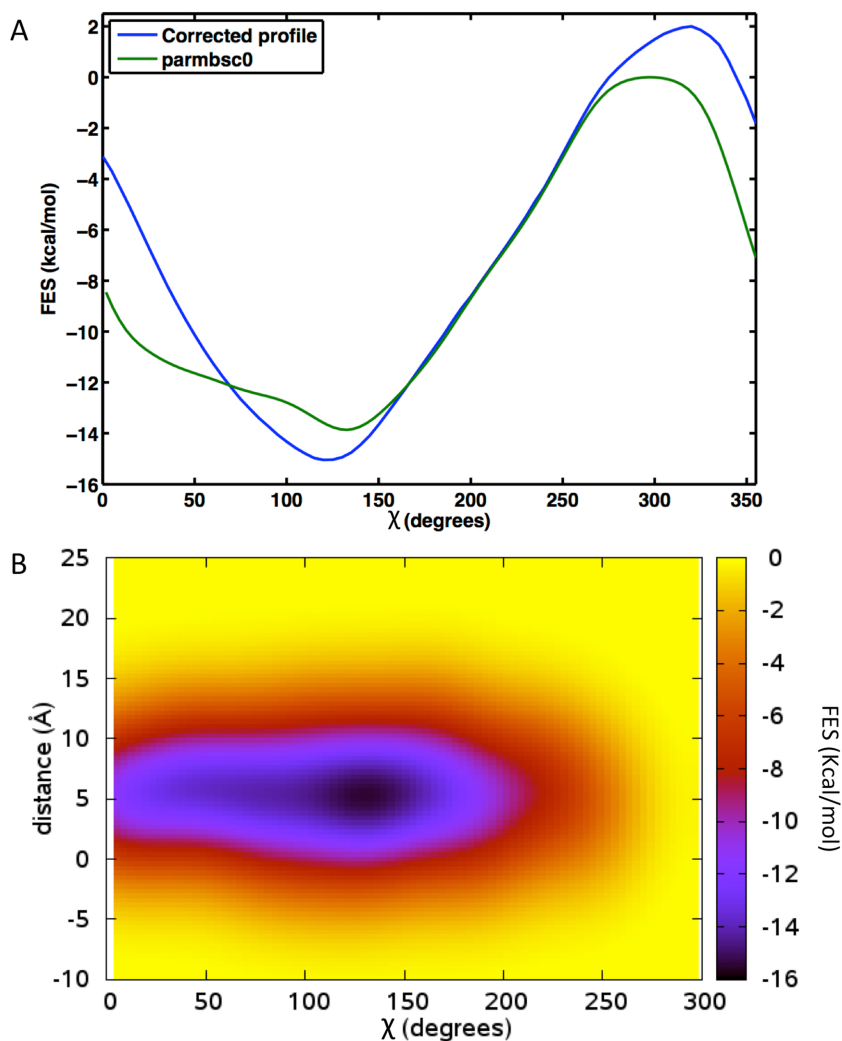 A
Corrected profile
parmbsc0
2
0
−2
−4
−6
−8
−10
−12
−14
−16
FES (kcal/mol)
0 50 100 150 200 250 300 350
χ (degrees)
B
25
20
15
10
5
0
-5
-10
distance (Å)
0 50 100 150 200 250 300
χ (degrees)
0
-2
-4
-6
-8
-10
-12
-14
-16
FES (Kcal/mol)